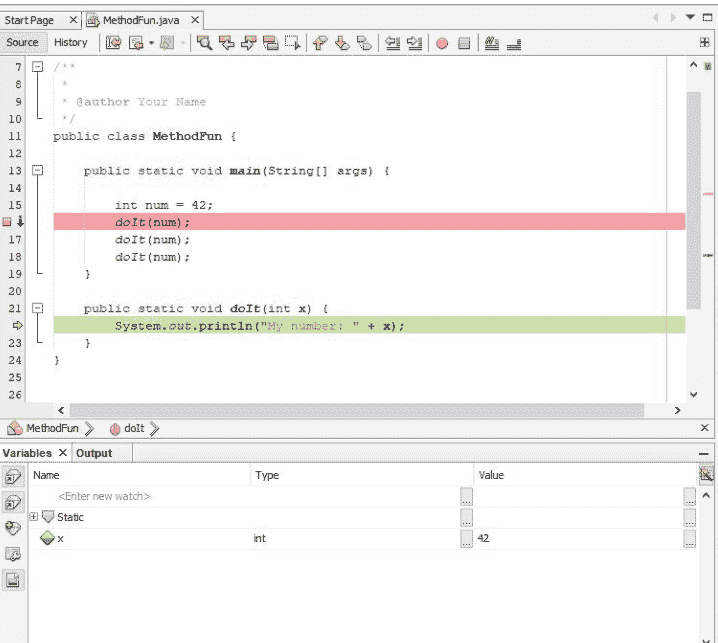 Start Page
MethodFun.java
Source
History
7 /**
8 *
9 * @author Your Name
10 */
11 public class MethodFun {
12
13 public static void main(String[] args) {
14
15 int num = 42;
doIt(num);
17 doIt(num);
18 doIt(num);
19 }
20
21 public static void doIt(int x) {
System.out.println("My number: " + x);
23 }
24 }
25
26
MethodFun
doIt
Variables
Output
Name Type Value
<Enter new watch> ... ...
Static ... ...
x int ... 42 ...